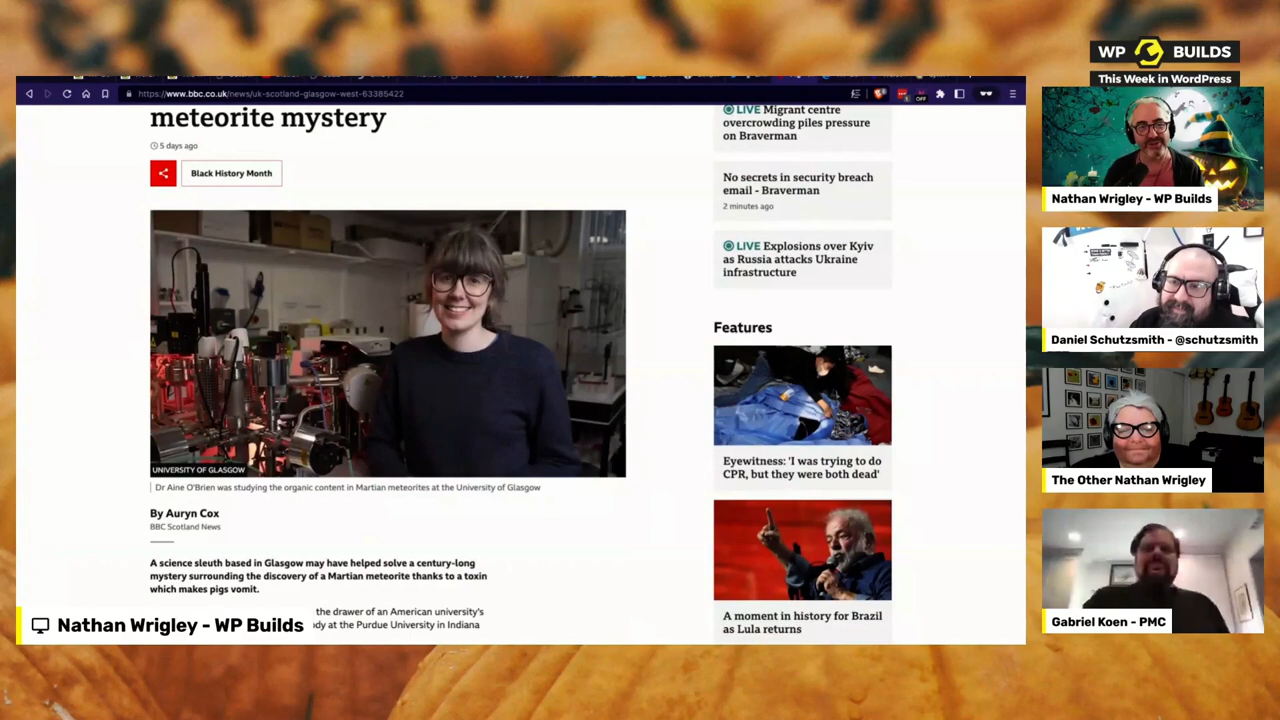 WP BUILDS
This Week in WordPress
https://www.bbc.co.uk/news/uk-scotland-glasgow-west-63385422
OFF
meteorite mystery
5 days ago
Black History Month
UNIVERSITY OF GLASGOW
Dr Aine O'Brien was studying the organic content in Martian meteorites at the University of Glasgow
By Auryn Cox
BBC Scotland News
A science sleuth based in Glasgow may have helped solve a century-long
mystery surrounding the discovery of a Martian meteorite thanks to a toxin
which makes pigs vomit.
the drawer of an American university's
at the Purdue University in Indiana
LIVE Migrant centre
overcrowding piles pressure
on Braverman
No secrets in security breach
email - Braverman
2 minutes ago
LIVE Explosions over Kyiv
as Russia attacks Ukraine
infrastructure
Features
Eyewitness: 'I was trying to do
CPR, but they were both dead'
A moment in history for Brazil
as Lula returns
Nathan Wrigley - WP Builds
Nathan Wrigley - WP Builds
Daniel Schutzsmith - @schutzsmith
The Other Nathan Wrigley
Gabriel Koen - PMC